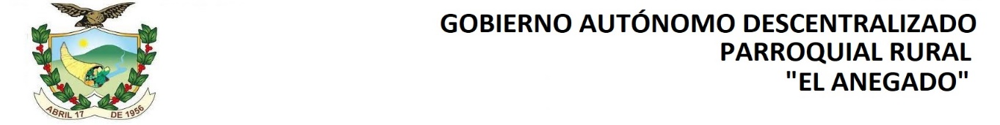 GOBIERNO AUTÓNOMO DESCENTRALIZADO
PARROQUIAL RURAL
"EL ANEGADO"
ABRIL 17 DE 1956